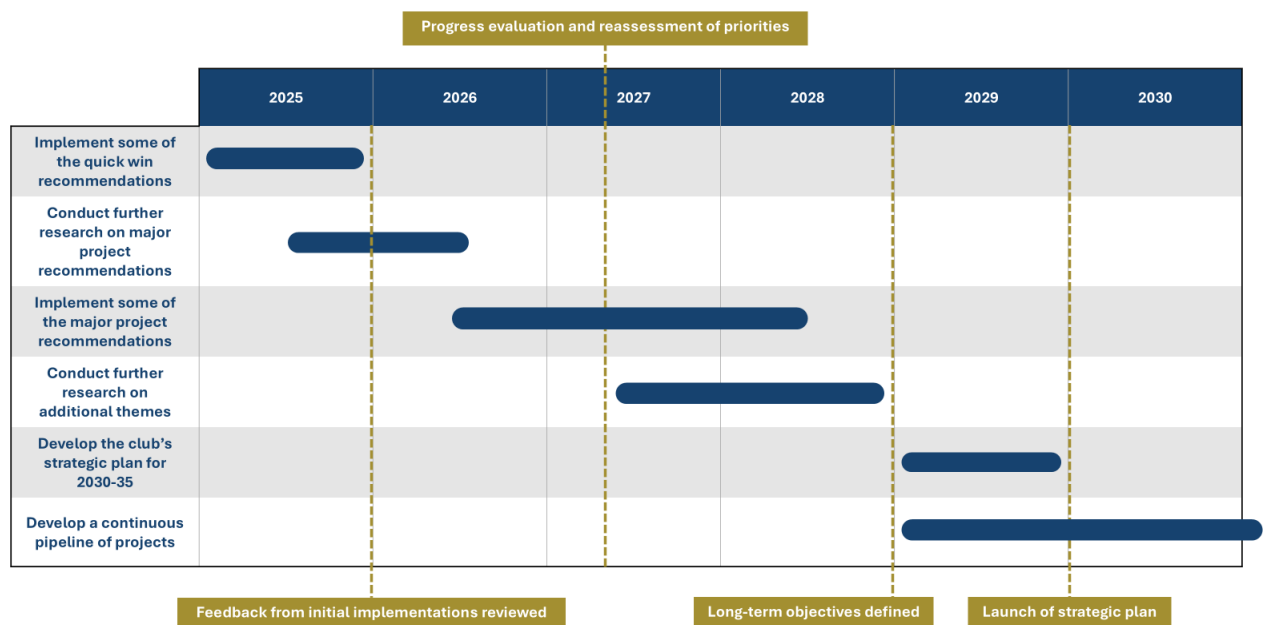 Progress evaluation and reassessment of priorities
2025
2026
2027
2028
2029
2030
Implement some of
the quick win
recommendations
Conduct further
research on major
project
recommendations
Implement some of
the major project
recommendations
Conduct further
research on
additional themes
Develop the club’s
strategic plan for
2030-35
Develop a continuous
pipeline of projects
Feedback from initial implementations reviewed
Long-term objectives defined
Launch of strategic plan